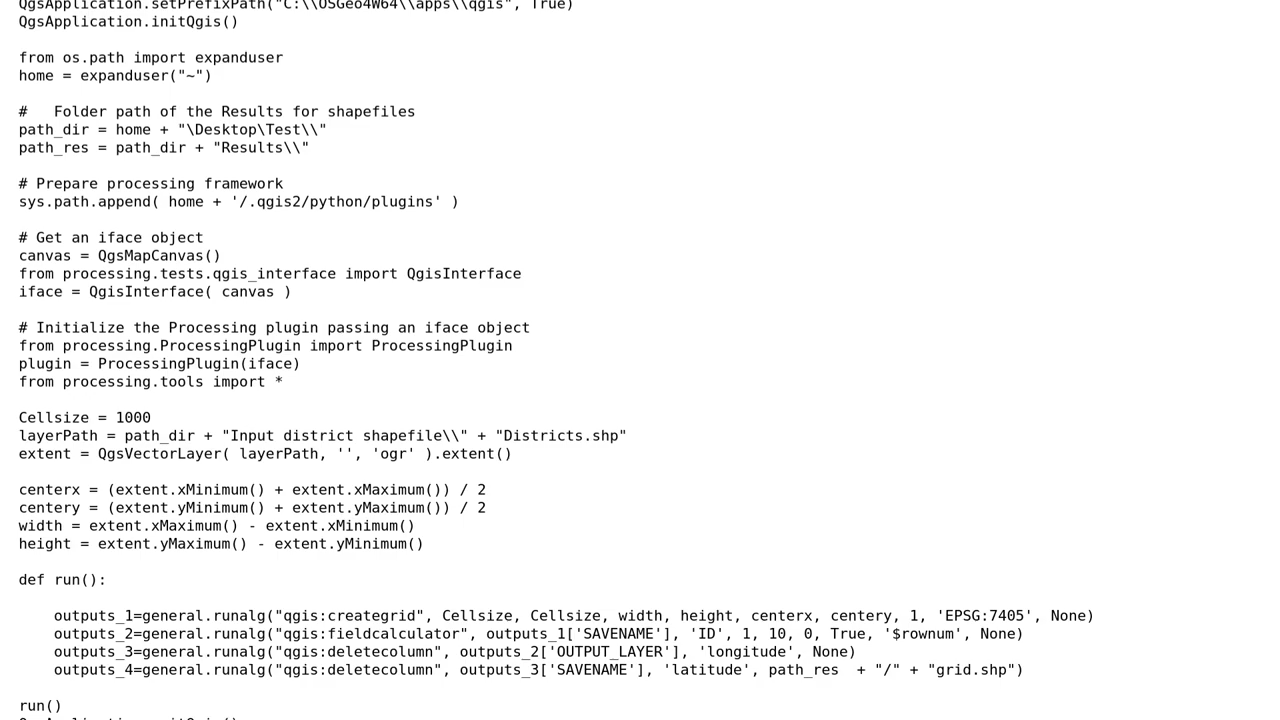 QgsApplication.setPrefixPath("C:\\OSGeo4W64\\apps\\qgis", True)
QgsApplication.initQgis()

from os.path import expanduser
home = expanduser("~")

#   Folder path of the Results for shapefiles
path_dir = home + "\Desktop\Test\\"
path_res = path_dir + "Results\\"

# Prepare processing framework
sys.path.append( home + '/.qgis2/python/plugins' )

# Get an iface object
canvas = QgsMapCanvas()
from processing.tests.qgis_interface import QgisInterface
iface = QgisInterface( canvas )

# Initialize the Processing plugin passing an iface object
from processing.ProcessingPlugin import ProcessingPlugin
plugin = ProcessingPlugin(iface)
from processing.tools import *

Cellsize = 1000
layerPath = path_dir + "Input district shapefile\\" + "Districts.shp"
extent = QgsVectorLayer( layerPath, '', 'ogr' ).extent()

centerx = (extent.xMinimum() + extent.xMaximum()) / 2
centery = (extent.yMinimum() + extent.yMaximum()) / 2
width = extent.xMaximum() - extent.xMinimum()
height = extent.yMaximum() - extent.yMinimum()

def run():

    outputs_1=general.runalg("qgis:creategrid", Cellsize, Cellsize, width, height, centerx, centery, 1, 'EPSG:7405', None)
    outputs_2=general.runalg("qgis:fieldcalculator", outputs_1['SAVENAME'], 'ID', 1, 10, 0, True, '$rownum', None)
    outputs_3=general.runalg("qgis:deletecolumn", outputs_2['OUTPUT_LAYER'], 'longitude', None)
    outputs_4=general.runalg("qgis:deletecolumn", outputs_3['SAVENAME'], 'latitude', path_res  + "/" + "grid.shp")

run()